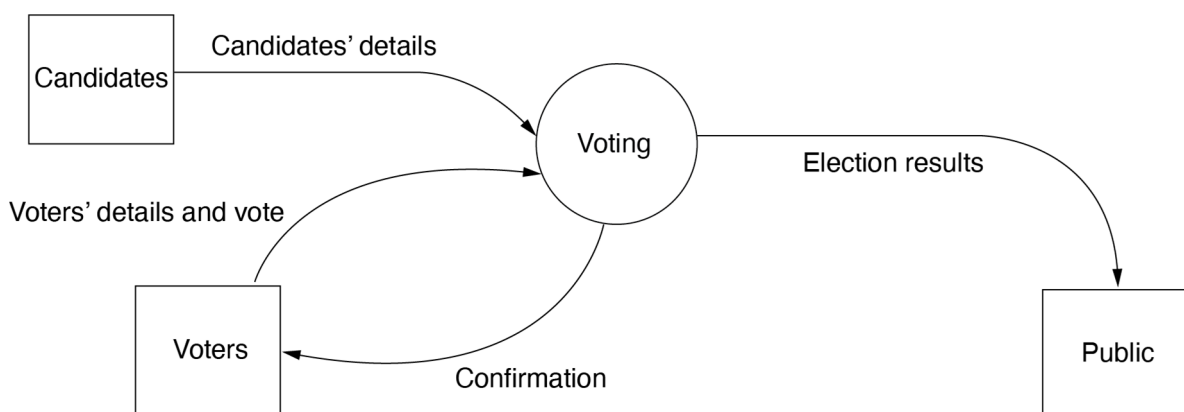 Candidates’ details
Candidates
Voting
Election results
Voters’ details and vote
Voters
Public
Confirmation